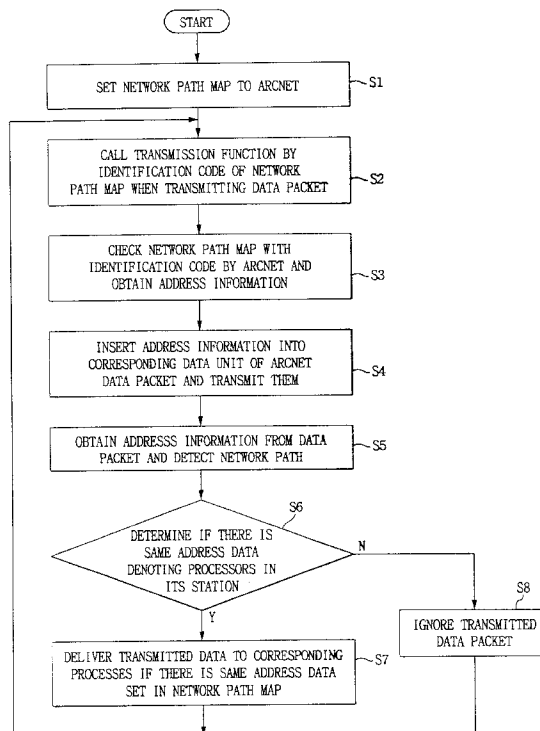 START
SET NETWORK PATH MAP TO ARCNET
S1
CALL TRANSMISSION FUNCTION BY
IDENTIFICATION CODE OF NETWORK
PATH MAP WHEN TRANSMITTING DATA PACKET
S2
CHECK NETWORK PATH MAP WITH
IDENTIFICATION CODE BY ARCNET AND
OBTAIN ADDRESS INFORMATION
S3
INSERT ADDRESS INFORMATION INTO
CORRESPONDING DATA UNIT OF ARCNET
DATA PACKET AND TRANSMIT THEM
S4
OBTAIN ADDRESSS INFORMATION FROM DATA
PACKET AND DETECT NETWORK PATH
S5
S6
DETERMINE IF THERE IS
SAME ADDRESS DATA
DENOTING PROCESSORS IN
ITS STATION
N
Y
S8
IGNORE TRANSMITTED
DATA PACKET
DELIVER TRANSMITTED DATA TO CORRESPONDING
PROCESSES IF THERE IS SAME ADDRESS DATA
SET IN NETWORK PATH MAP
S7